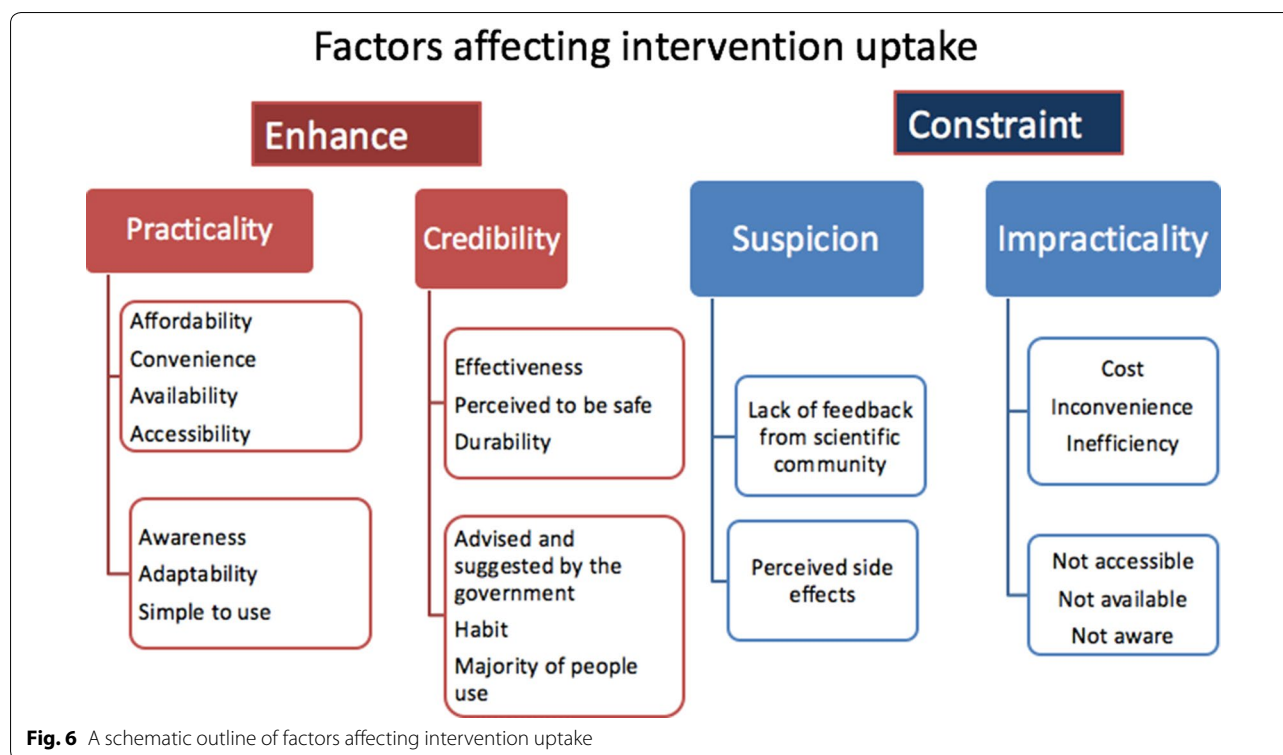 Factors affecting intervention uptake
Enhance
Constraint
Practicality
Affordability
Convenience
Availability
Accessibility
Awareness
Adaptability
Simple to use
Credibility
Effectiveness
Perceived to be safe
Durability
Advised and
suggested by the
government
Habit
Majority of people
use
Suspicion
Lack of feedback
from scientific
community
Perceived side
effects
Impracticality
Cost
Inconvenience
Inefficiency
Not accessible
Not available
Not aware
Fig. 6 A schematic outline of factors affecting intervention uptake